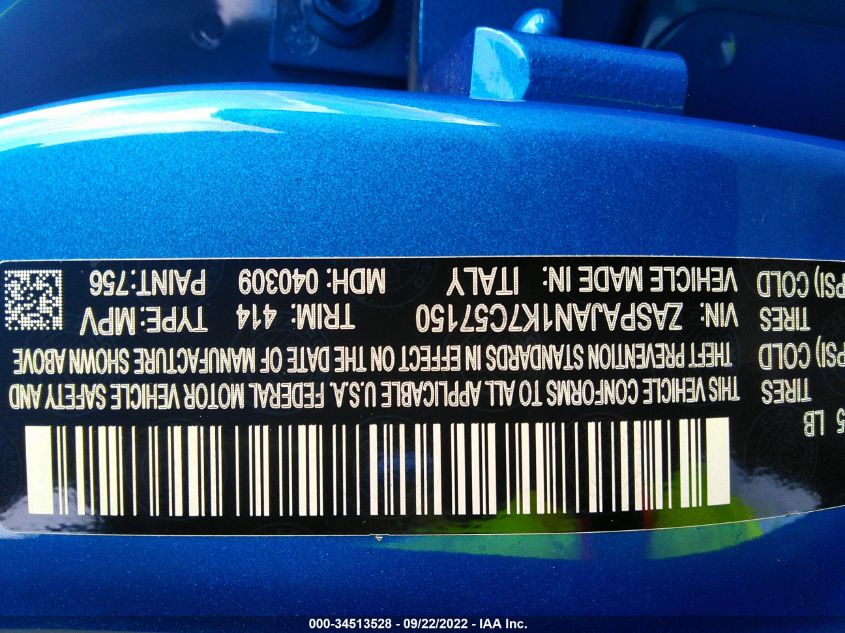 THIS VEHICLE CONFORMS TO ALL APPLICABLE U.S.A. FEDERAL MOTOR VEHICLE SAFETY AND
THEFT PREVENTION STANDARDS IN EFFECT ON THE DATE OF MANUFACTURE SHOWN ABOVE
VIN: ZASPAJAN1K7C57150 TRIM: 414 TYPE: MPV
VEHICLE MADE IN: ITALY MDH: 040309 PAINT: 756
5 LB
TIRES
PSI) COLD
TIRES
PSI) COLD
000-34513528 - 09/22/2022 - IAA Inc.